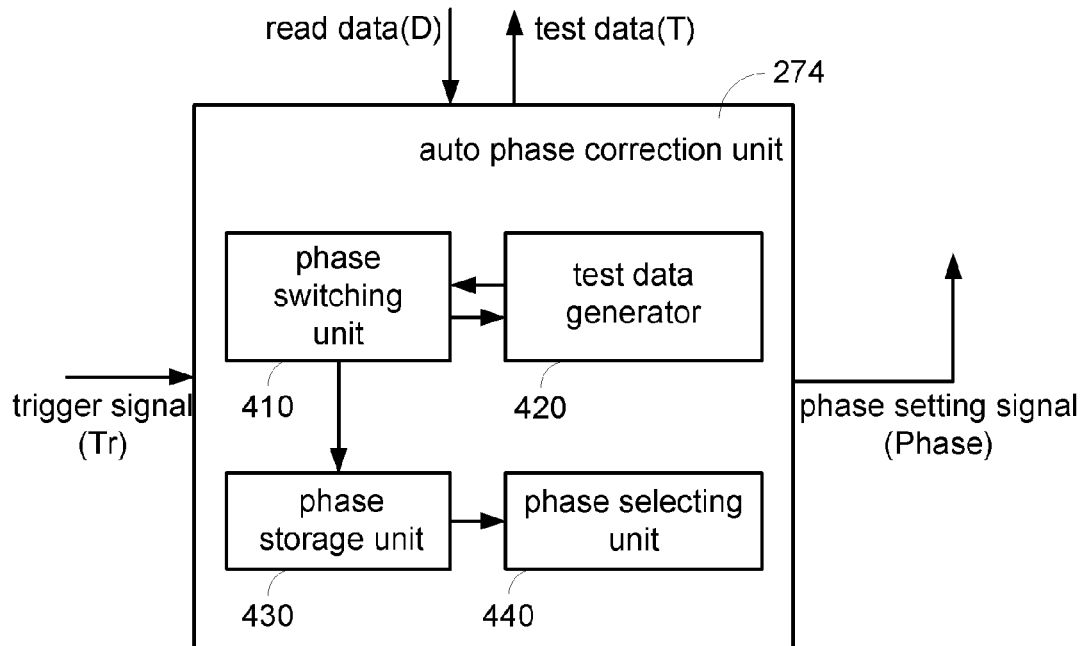 read data(D)
test data(T)
274
auto phase correction unit
phase
switching
unit
test data
generator
410
420
trigger signal
(Tr)
phase setting signal
(Phase)
phase
storage unit
phase selecting
unit
430
440